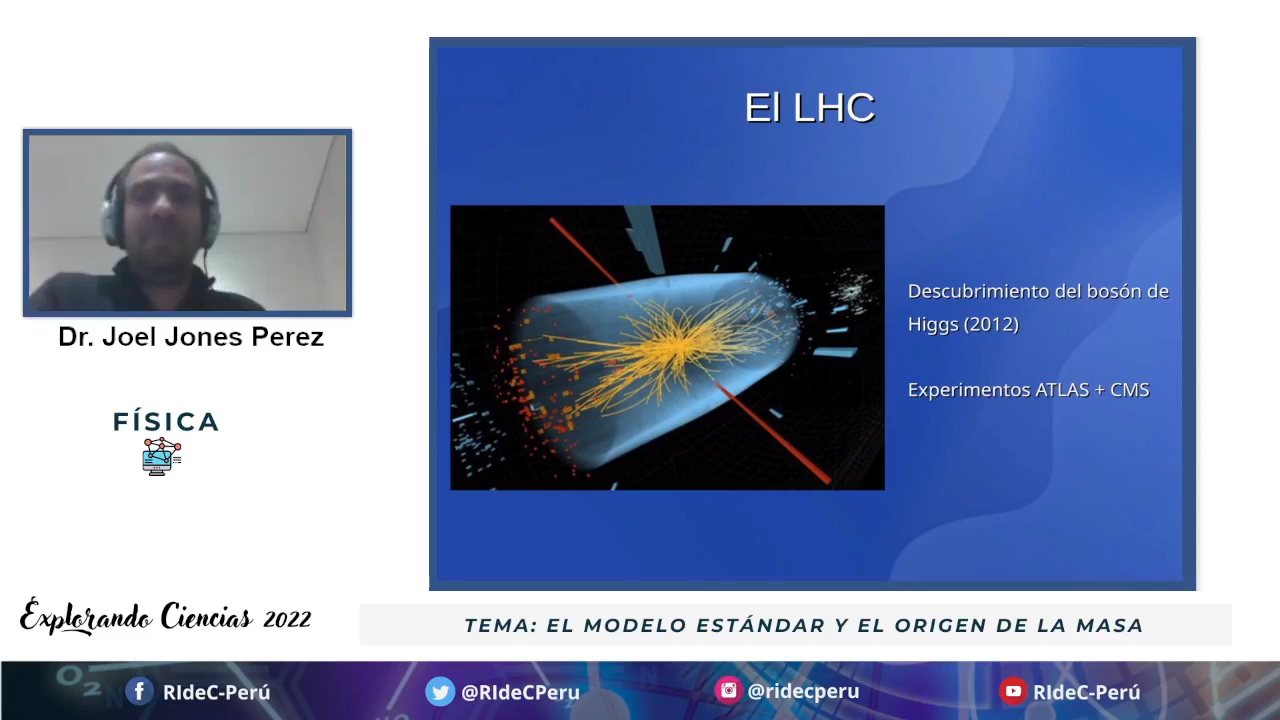 El LHC
Descubrimiento del bosón de
Higgs (2012)
Experimentos ATLAS + CMS
Dr. Joel Jones Perez
FÍSICA
Explorando Ciencias 2022
TEMA: EL MODELO ESTÁNDAR Y EL ORIGEN DE LA MASA
O2
RIdeC-Perú
@RIdeCPeru
@ridecperu
RIdeC-Perú